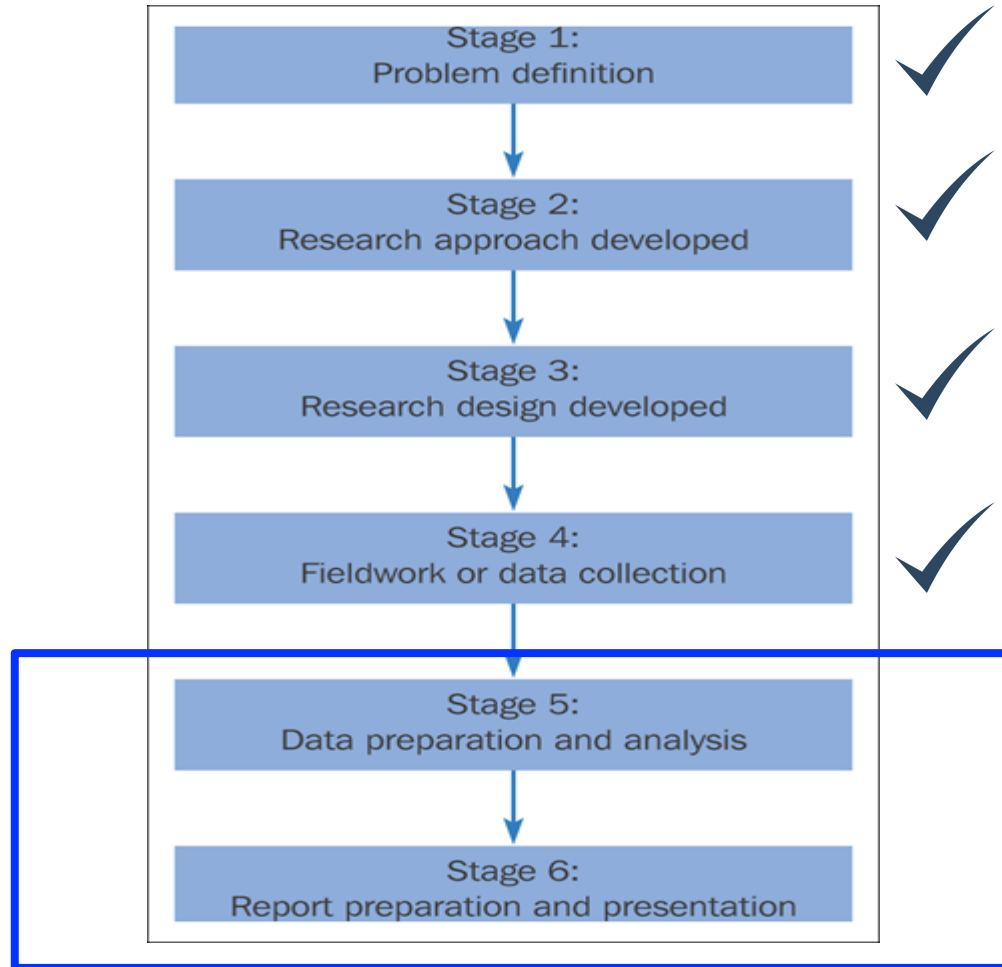 Stage 1:
Problem definition
Stage 2:
Research approach developed
Stage 3:
Research design developed
Stage 4:
Fieldwork or data collection
Stage 5:
Data preparation and analysis
Stage 6:
Report preparation and presentation